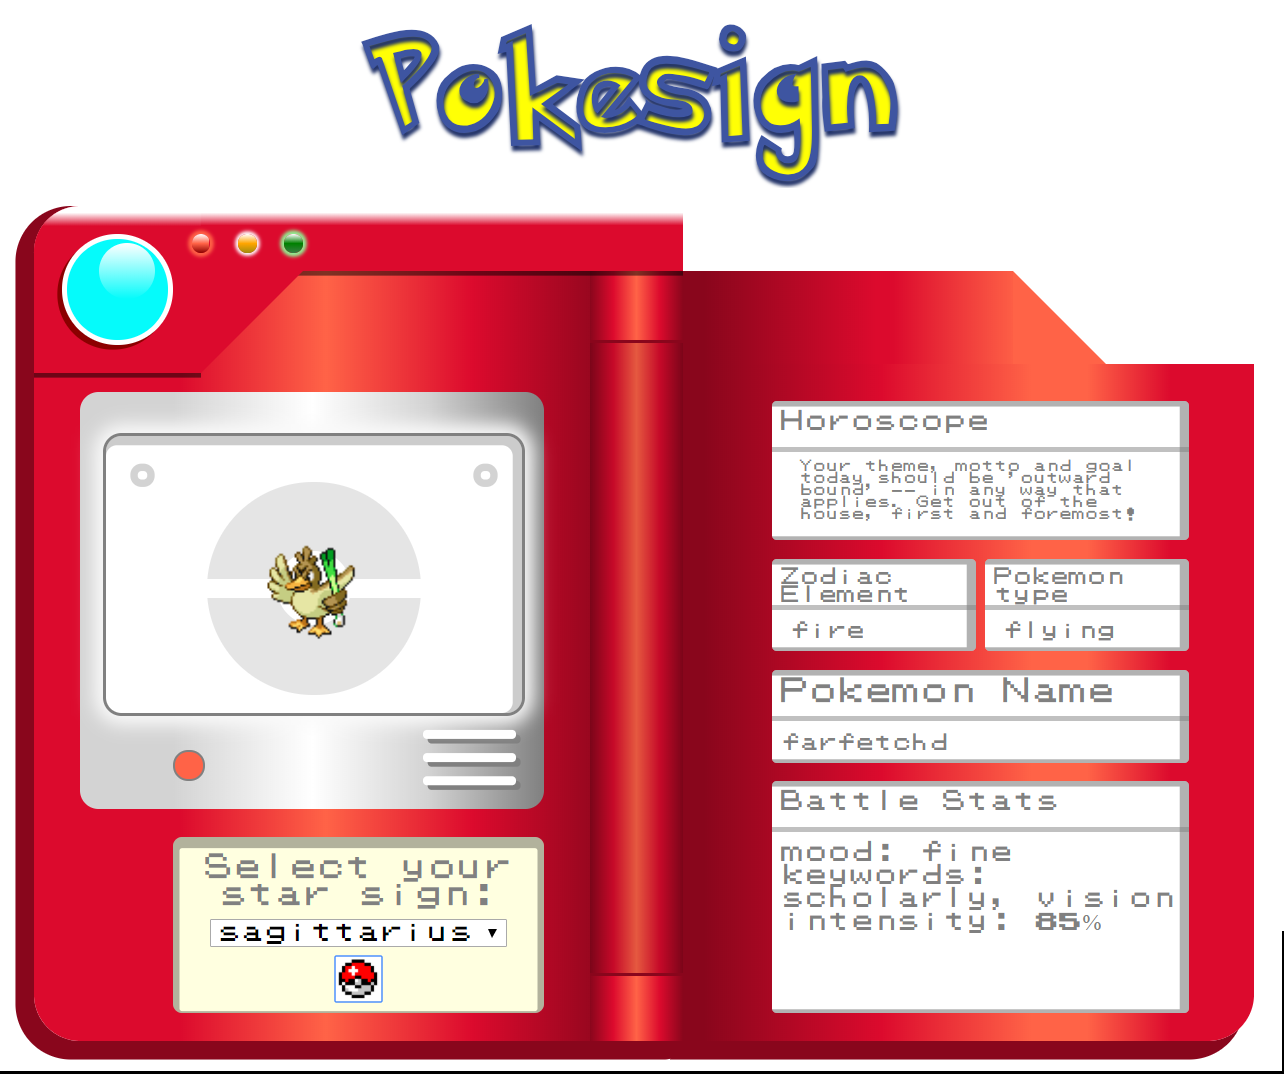 Pokesign
Horoscope
Your theme, motto and goal
today should be 'outward
bound' -- in any way that
applies. Get out of the
house, first and foremost!
Zodiac
Element
fire
Pokemon
type
flying
Pokemon Name
farfetchd
Battle Stats
mood: fine
keywords:
scholarly, vision
intensity: 85%
Select your
star sign:
sagittarius